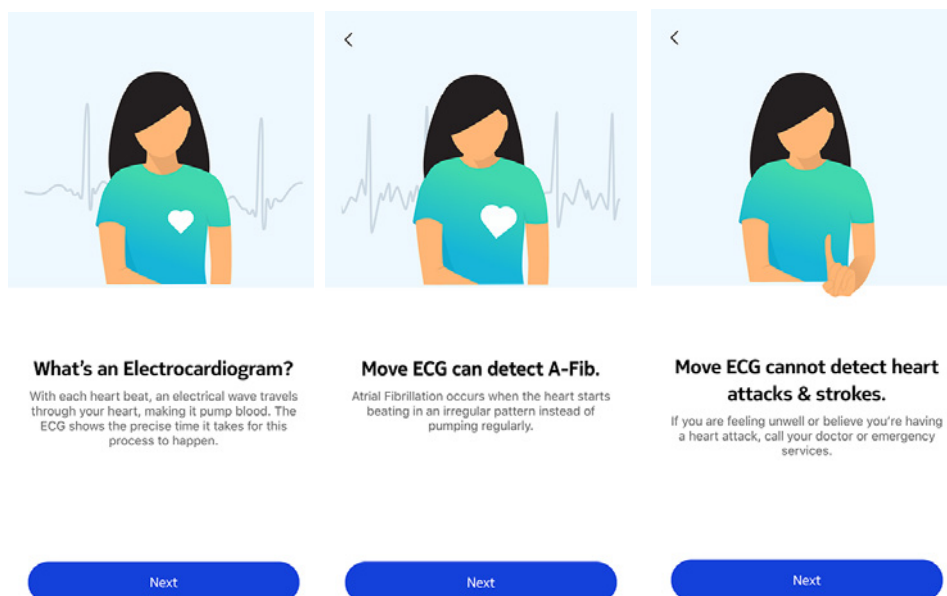 What's an Electrocardiogram?
With each heart beat, an electrical wave travels
through your heart, making it pump blood. The
ECG shows the precise time it takes for this
process to happen.
Next
Move ECG can detect A-Fib.
Atrial Fibrillation occurs when the heart starts
beating in an irregular pattern instead of
pumping regularly.
Next
Move ECG cannot detect heart
attacks & strokes.
If you are feeling unwell or believe you're having
a heart attack, call your doctor or emergency
services.
Next